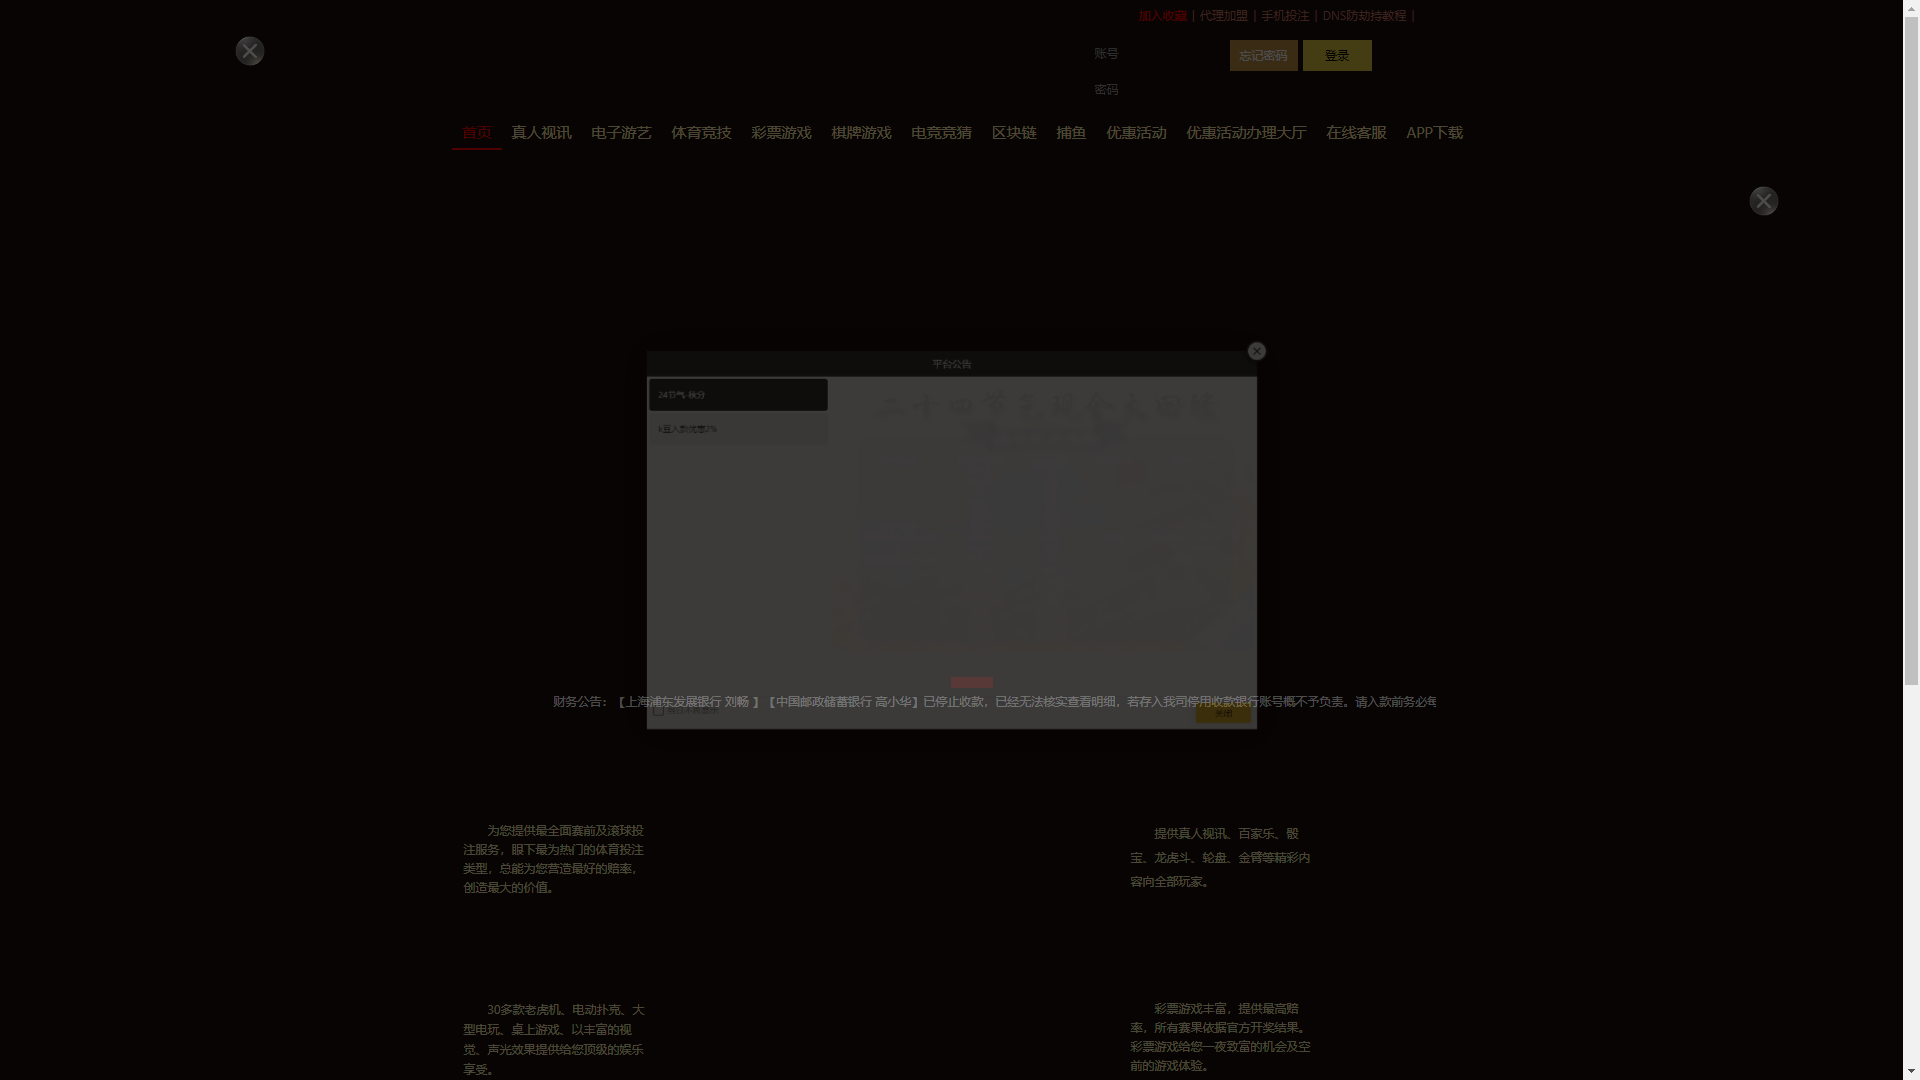 加入收藏 | 代理加盟 | 手机投注 | DNS防劫持教程 |
账号
忘记密码
登录
密码
首页 真人视讯 电子游艺 体育竞技 彩票游戏 棋牌游戏 电竞竞猜 区块链 捕鱼 优惠活动 优惠活动办理大厅 在线客服 APP下载
平台公告
24节气-秋分
k豆入款优惠2%
财务公告：【上海浦东发展银行 刘畅 】【中国邮政储蓄银行 高小华】已停止收款，已经无法核实查看明细，若存入我司停用收款银行账号概不予负责。请入款前务必每
关闭
为您提供最全面赛前及滚球投
注服务，眼下最为热门的体育投注
类型，总能为您营造最好的赔率，
创造最大的价值。
提供真人视讯、百家乐、骰
宝、龙虎斗、轮盘、金臂等精彩内
容向全部玩家。
30多款老虎机、电动扑克、大
型电玩、桌上游戏、以丰富的视
觉、声光效果提供给您顶级的娱乐
享受。
彩票游戏丰富，提供最高赔
率，所有赛果依据官方开奖结果。
彩票游戏给您一夜致富的机会及空
前的游戏体验。